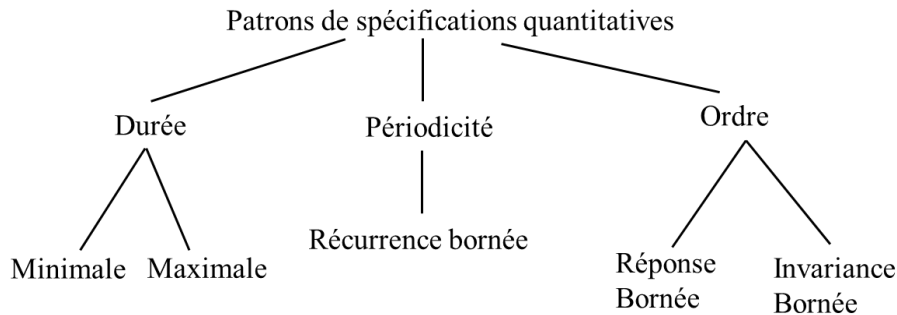 Patrons de spécifications quantitatives
Durée
Périodicité
Ordre
Minimale
Maximale
Récurrence bornée
Réponse
Bornée
Invariance
Bornée